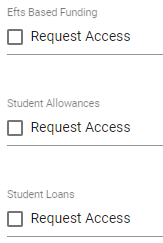 Efts Based Funding
Request Access
Student Allowances
Request Access
Student Loans
Request Access